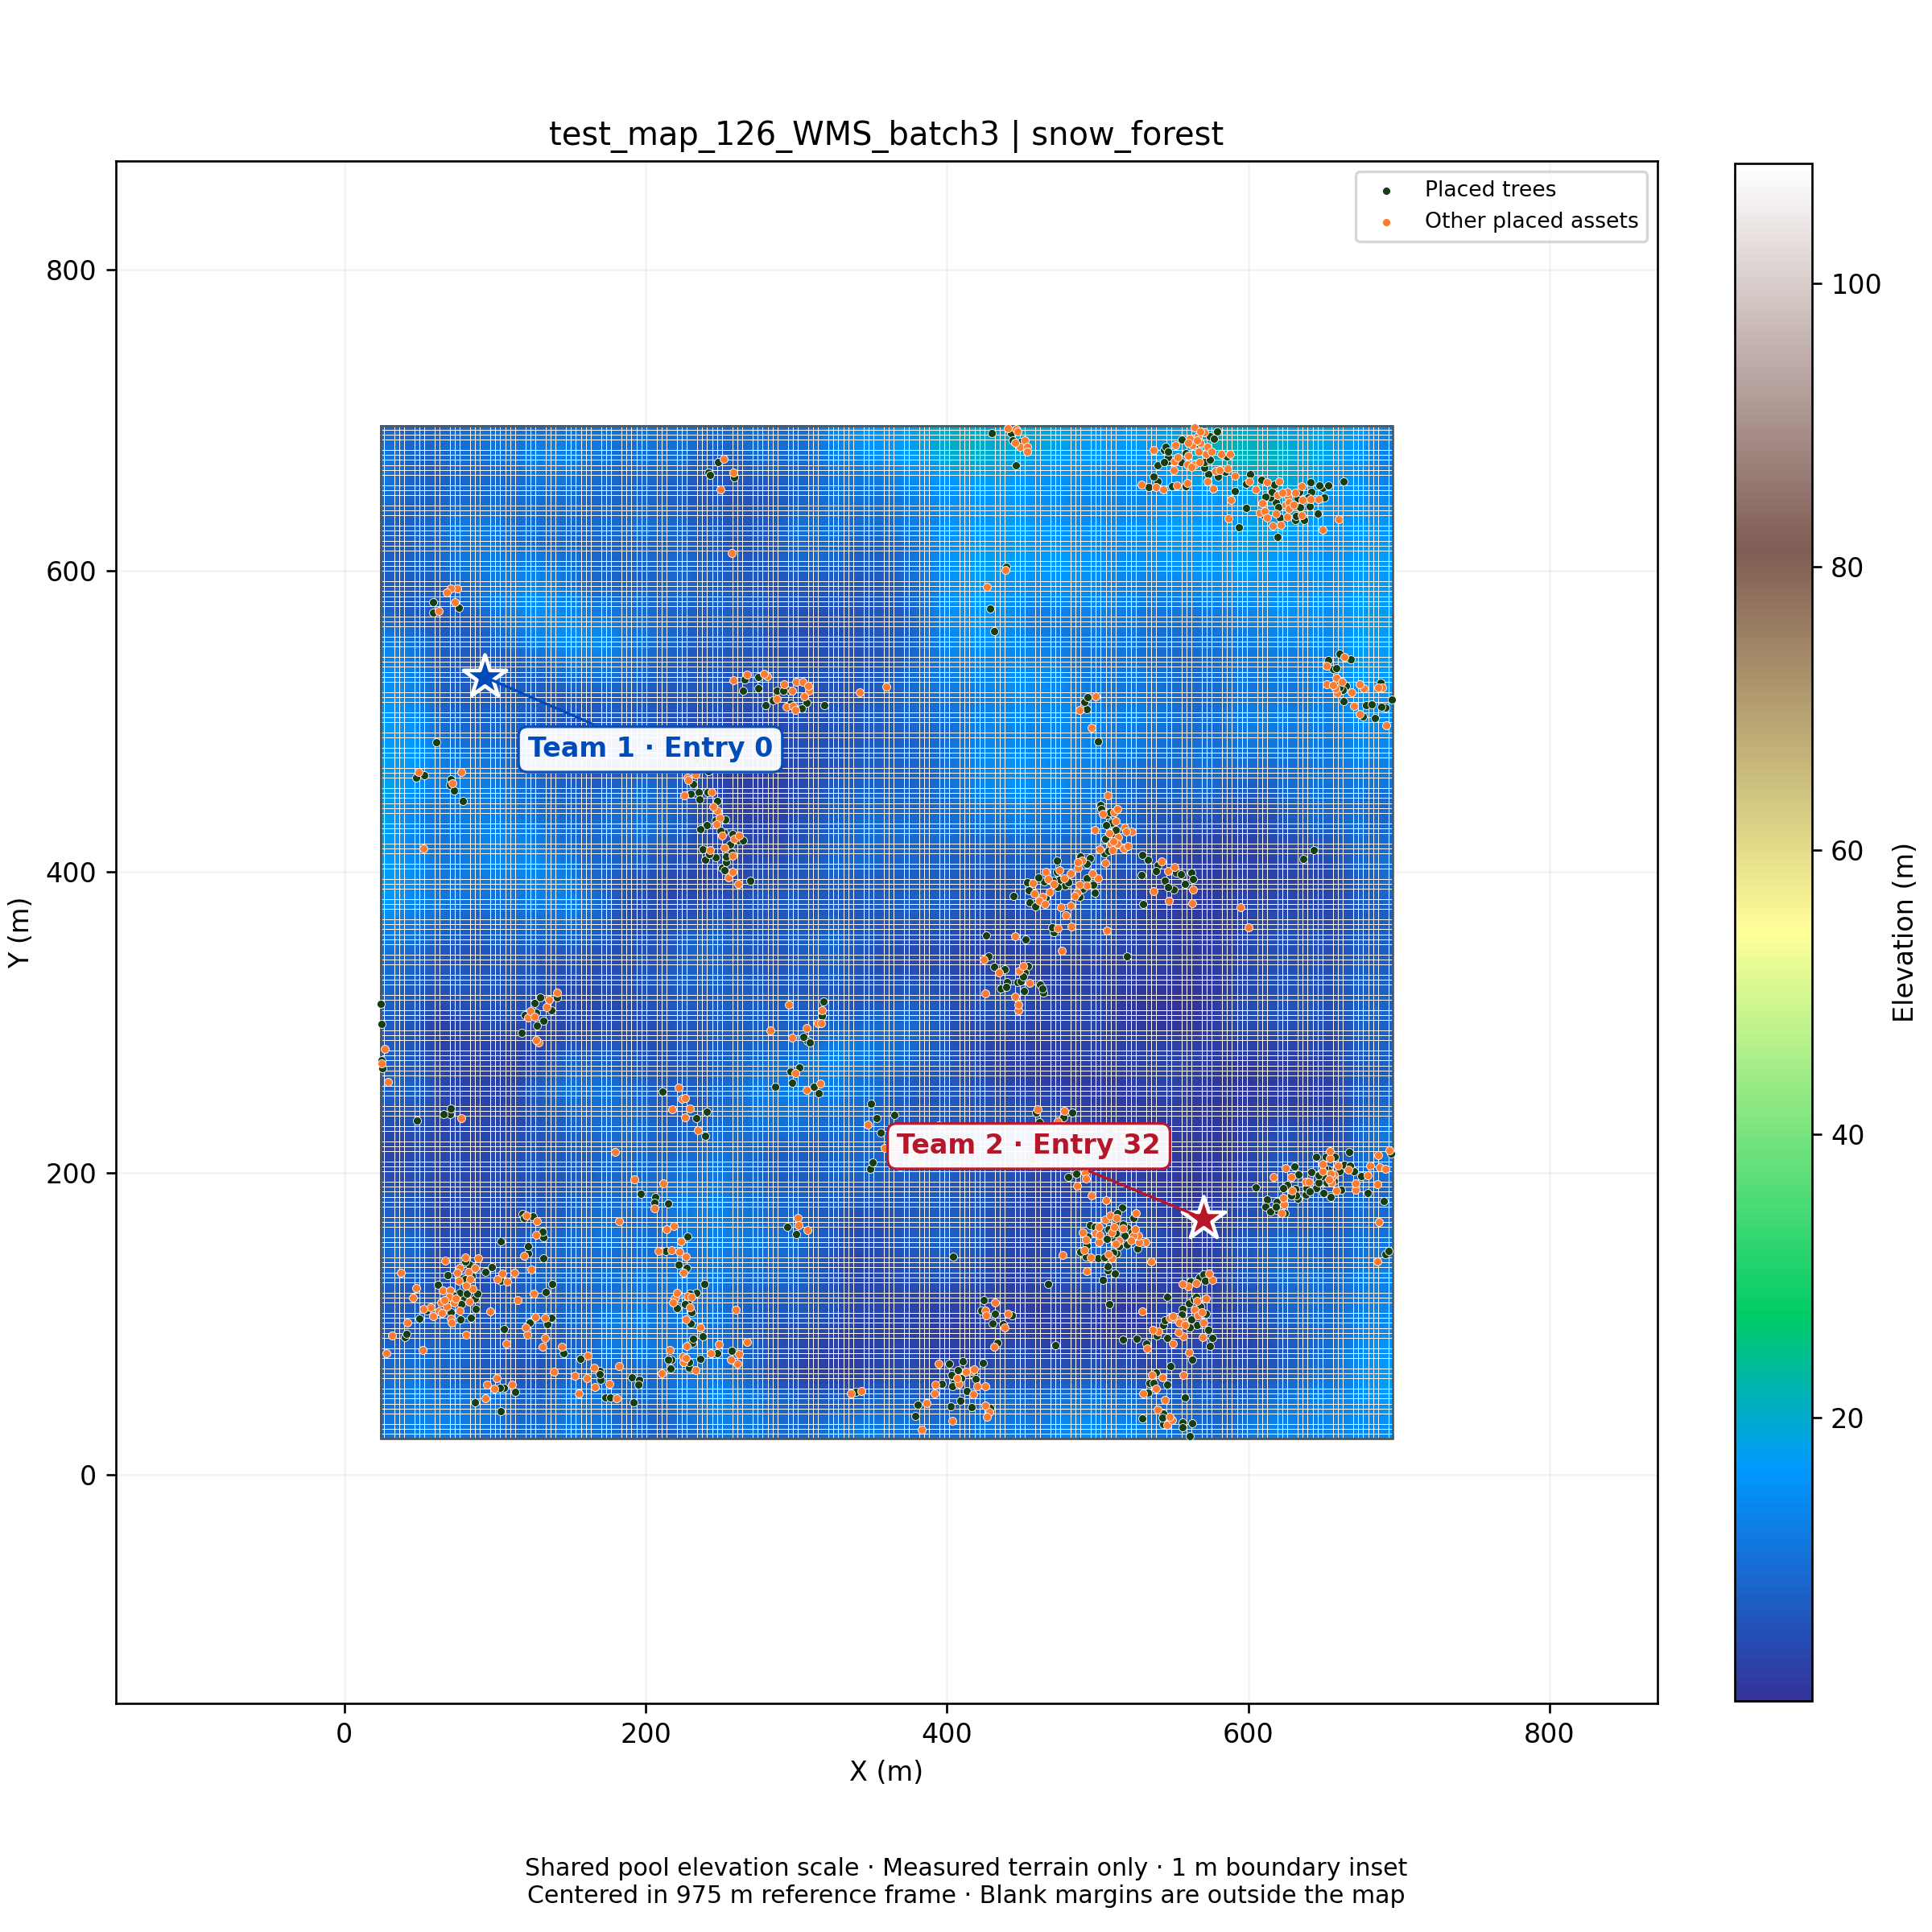 test_map_126_WMS_batch3 | snow_forest
Placed trees
Other placed assets
Team 1 · Entry 0
Team 2 · Entry 32
800
600
400
200
0
Y (m)
0
200
400
600
800
X (m)
100
80
60
40
20
Elevation (m)
Shared pool elevation scale · Measured terrain only · 1 m boundary inset
Centered in 975 m reference frame · Blank margins are outside the map